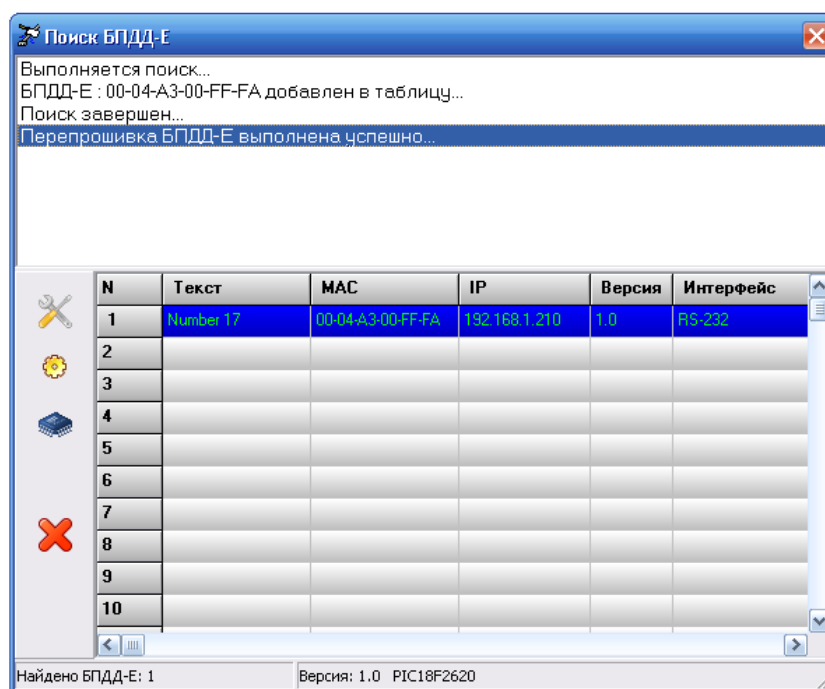 Поиск БПДД-Е
Выполняется поиск...
БПДД-Е : 00-04-A3-00-FF-FA добавлен в таблицу...
Поиск завершен...
Перепрошивка БПДД-Е выполнена успешно...
N Текст MAC IP Версия Интерфейс
1 Number 17 00-04-A3-00-FF-FA 192.168.1.210 1.0 RS-232
2
3
4
5
6
7
8
9
10
Найдено БПДД-Е: 1 Версия: 1.0 PIC18F2620